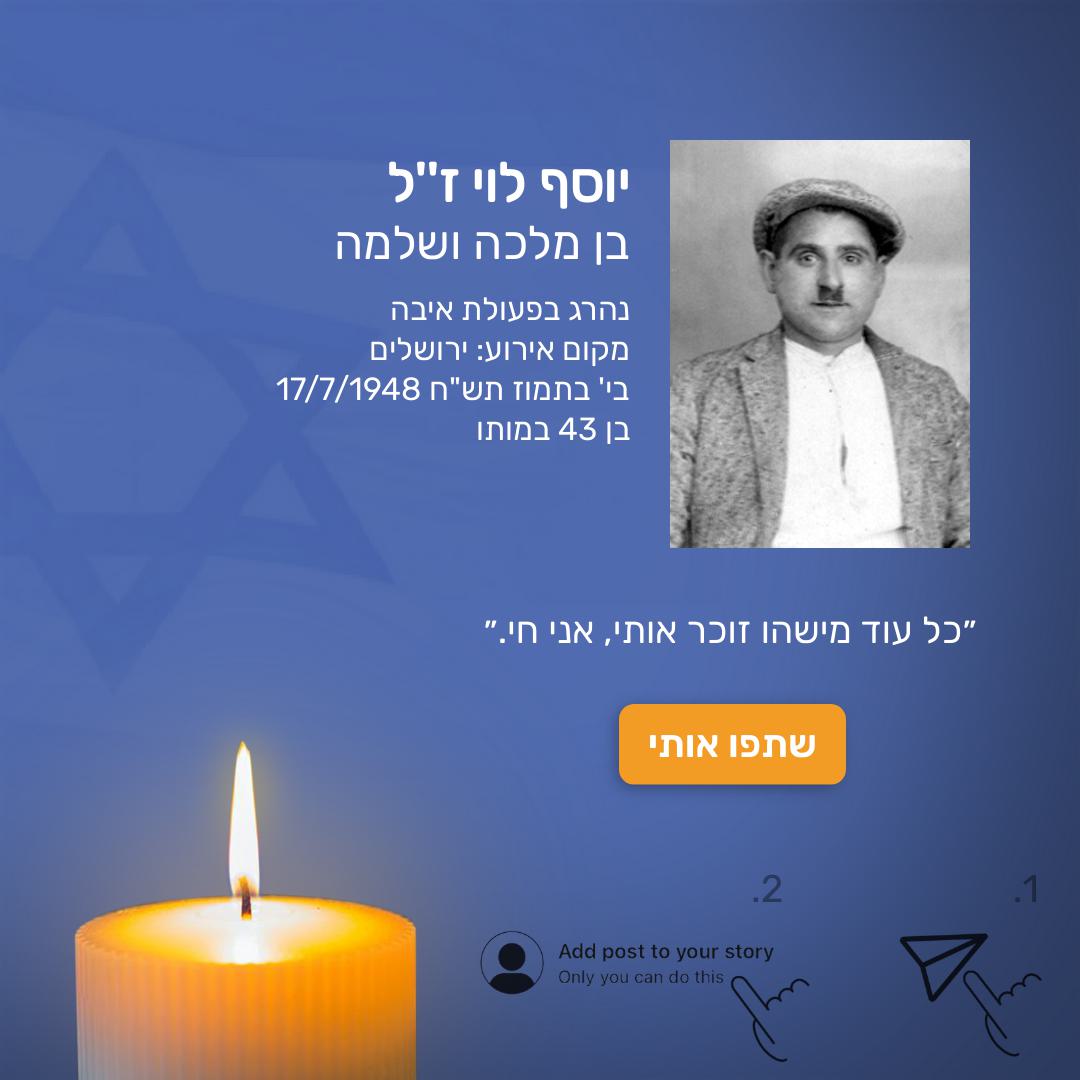 יוסף לוי ז"ל
בן מלכה ושלמה
נהרג בפעולת איבה
מקום אירוע: ירושלים
בי' בתמוז תש"ח 17/7/1948
בן 43 במותו
״כל עוד מישהו זוכר אותי, אני חי.״
שתפו אותי
.1
.2
Add post to your story
Only you can do this